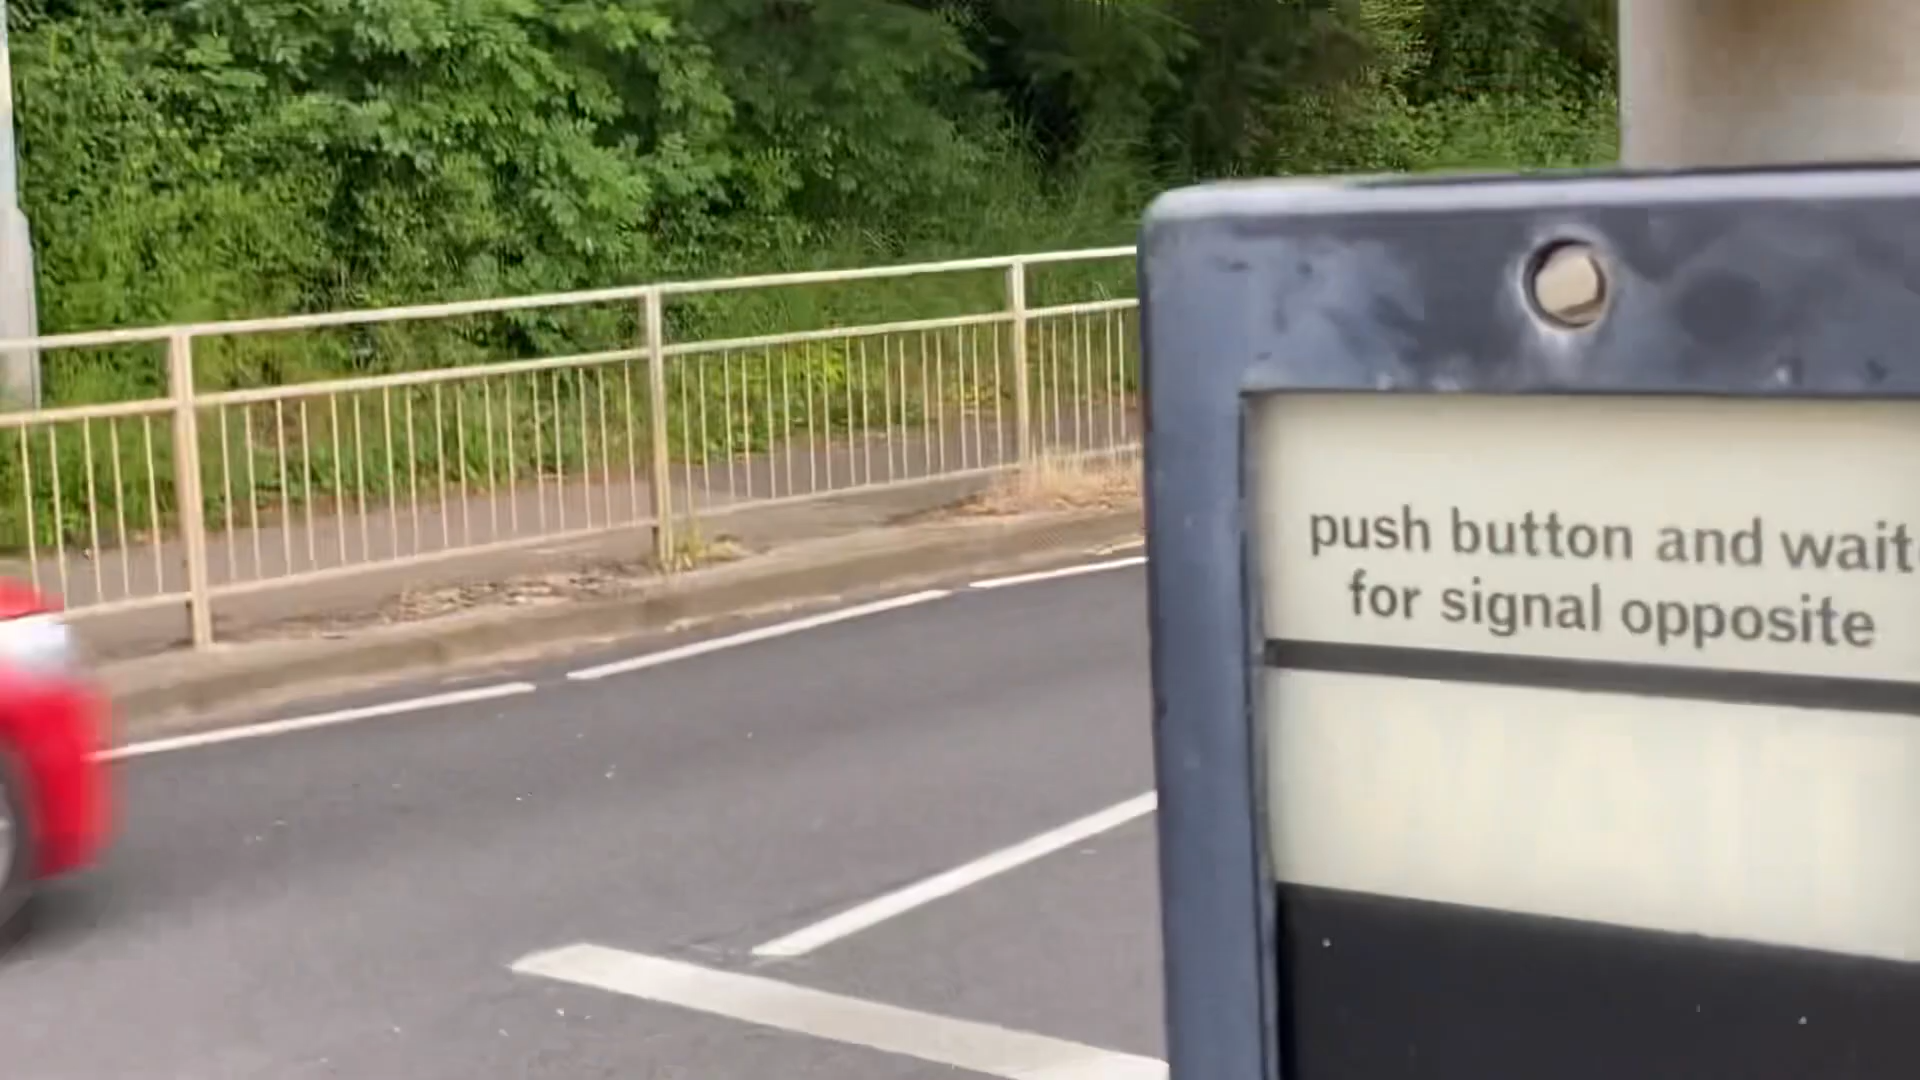 push button and wait
for signal opposite